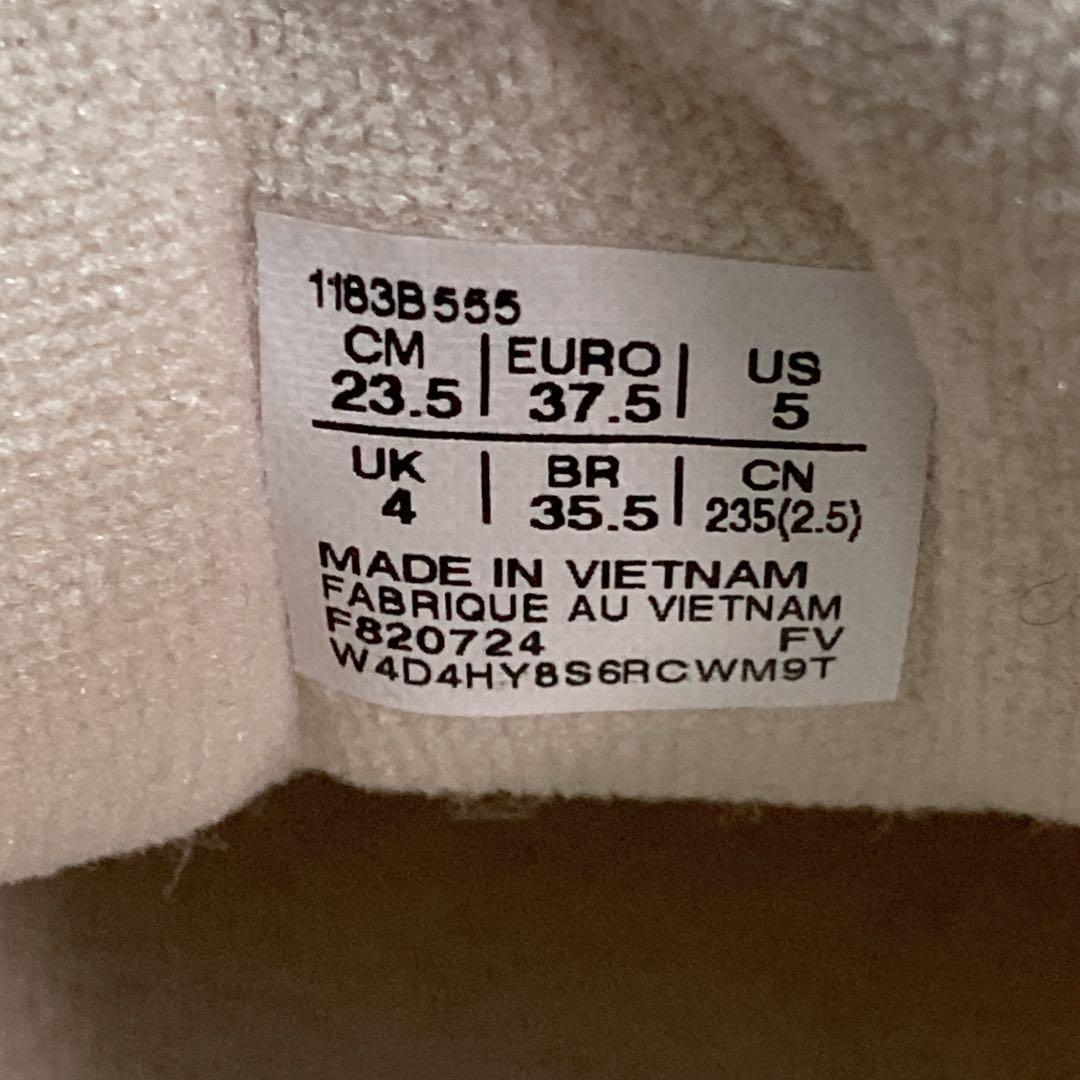 1183B555
CM | EURO | US
23.5 | 37.5 | 5
UK | BR | CN
4 | 35.5 | 235(2.5)
MADE IN VIETNAM
FABRIQUE AU VIETNAM
F820724 FV
W4D4HY8S6RCWM9T